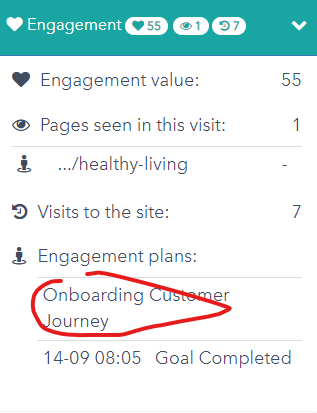 Engagement 55 1 7
Engagement value: 55
Pages seen in this visit: 1
.../healthy-living -
Visits to the site: 7
Engagement plans:
Onboarding Customer
Journey
14-09 08:05 Goal Completed